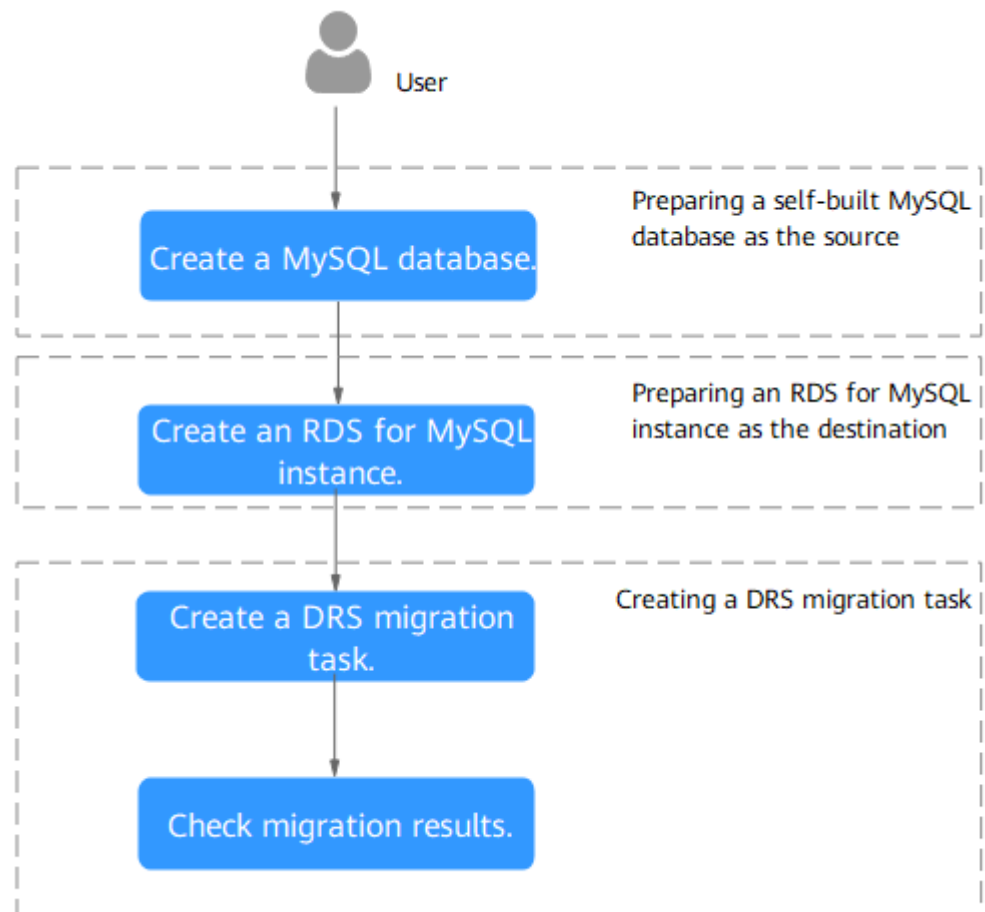 User
Preparing a self-built MySQL
database as the source
Create a MySQL database.
Preparing an RDS for MySQL
instance as the destination
Create an RDS for MySQL
instance.
Creating a DRS migration task
Create a DRS migration
task.
Check migration results.